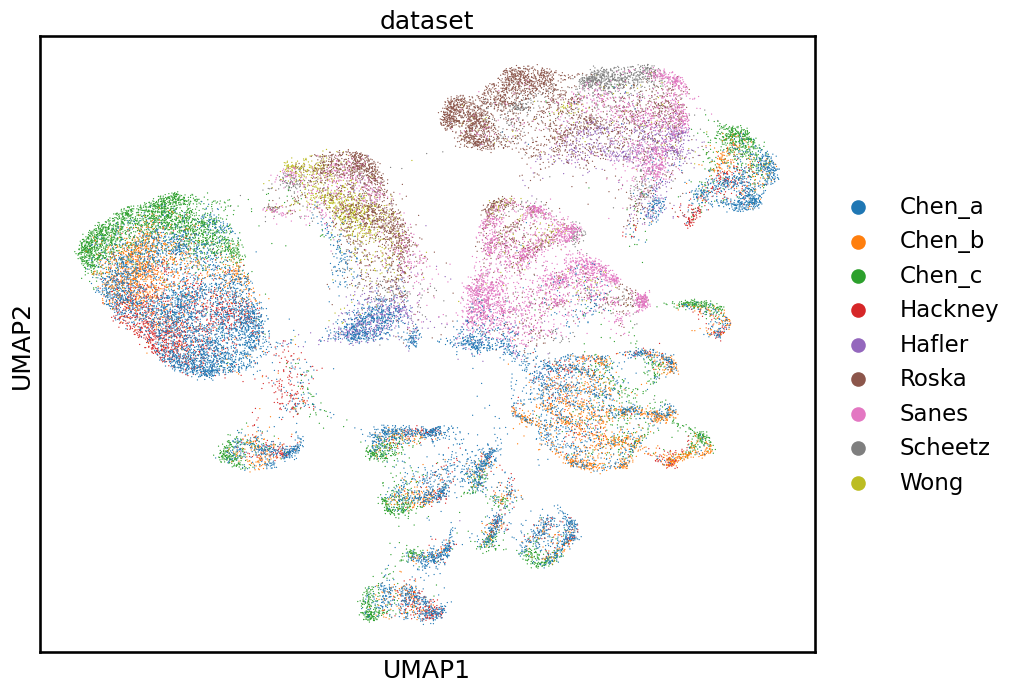 dataset
UMAP2
UMAP1
Chen_a
Chen_b
Chen_c
Hackney
Hafler
Roska
Sanes
Scheetz
Wong